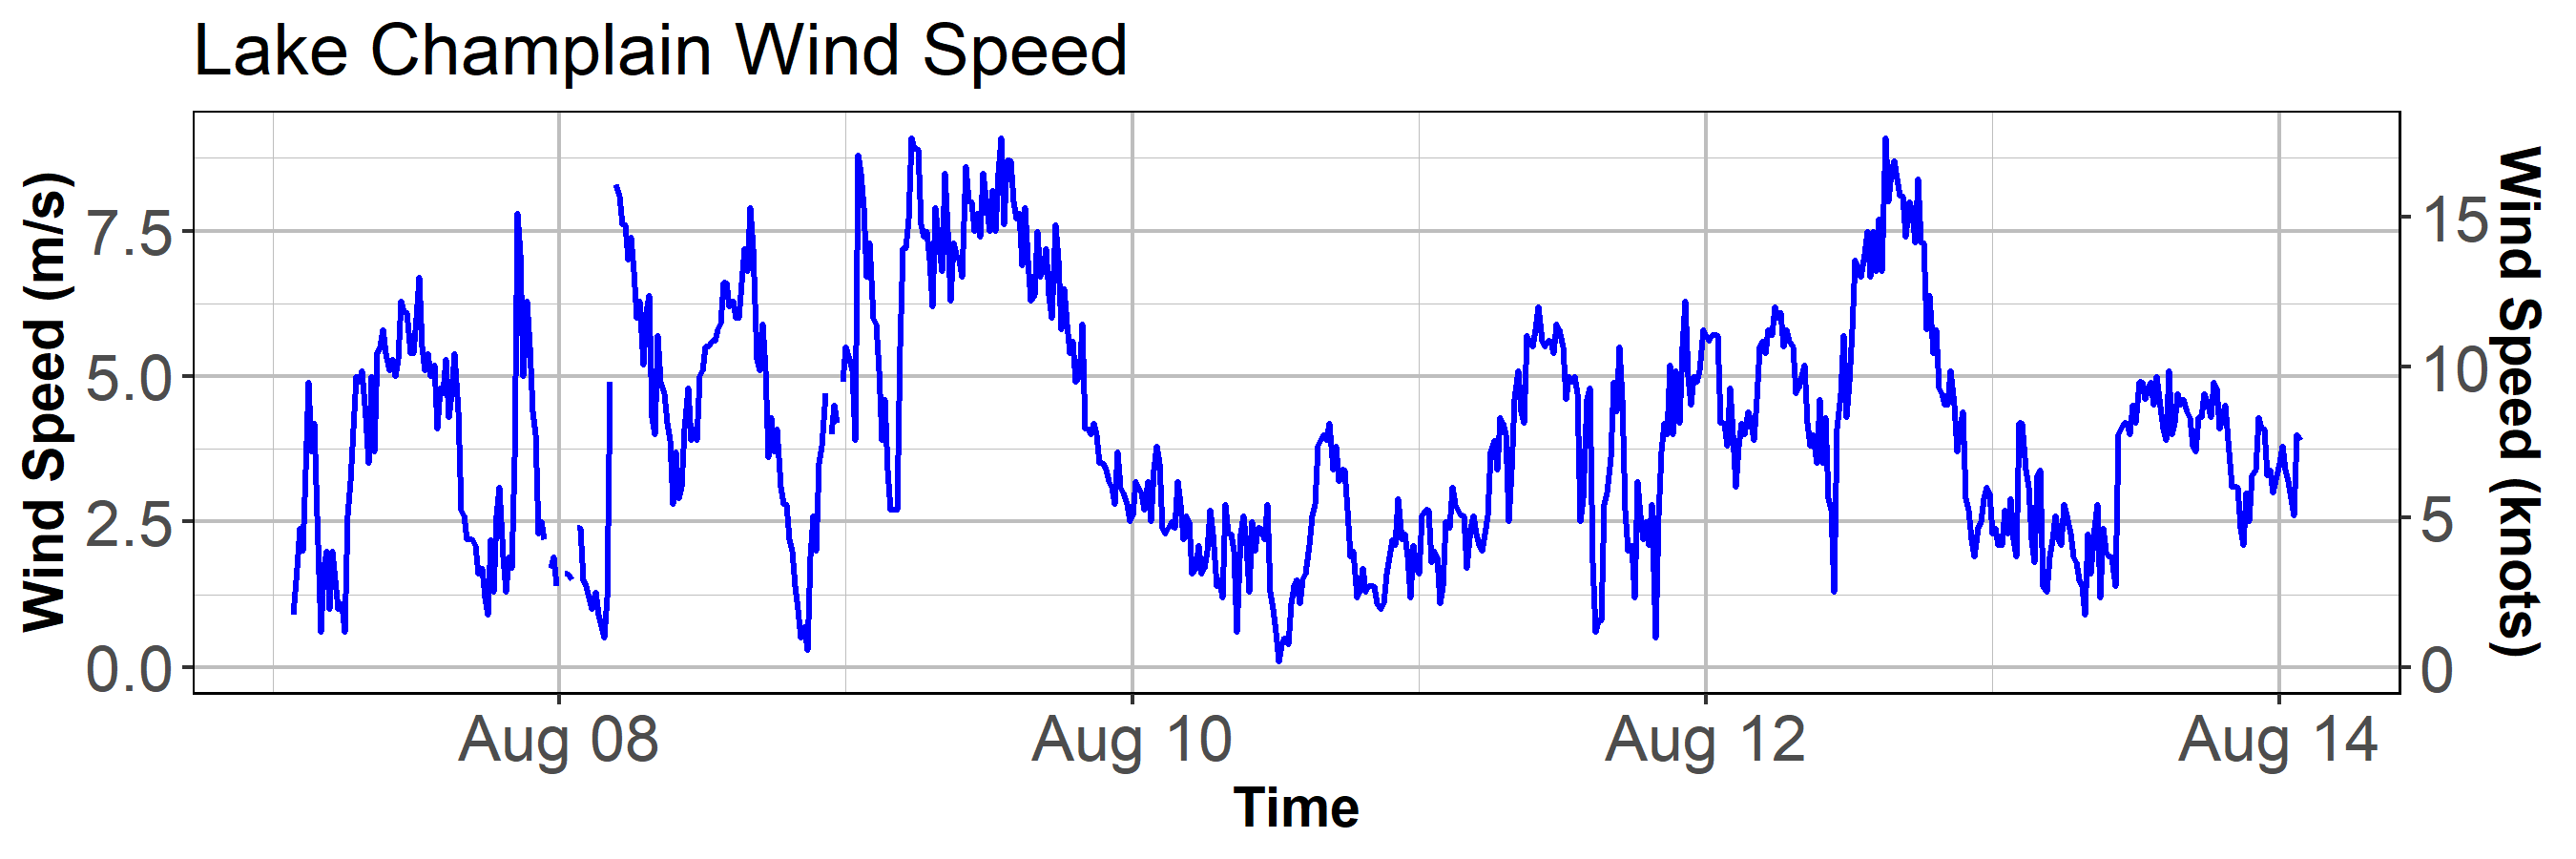 Lake Champlain Wind Speed
Wind Speed (m/s)
7.5
5.0
2.5
0.0
Wind Speed (knots)
15
10
5
0
Aug 08
Aug 10
Aug 12
Aug 14
Time